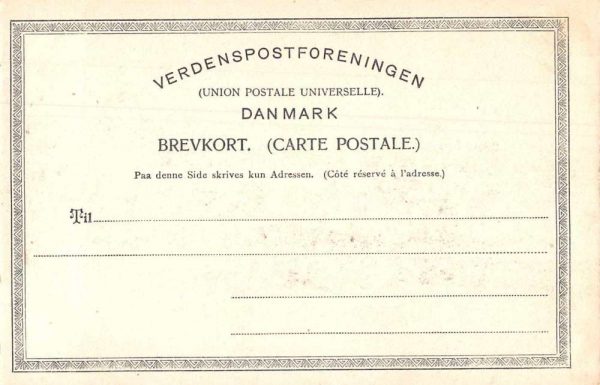 VERDENSPOSTFORENINGEN
(UNION POSTALE UNIVERSELLE).
DANMARK
BREVKORT. (CARTE POSTALE.)
Paa denne Side skrives kun Adressen. (Côté réservé à l'adresse.)
Til